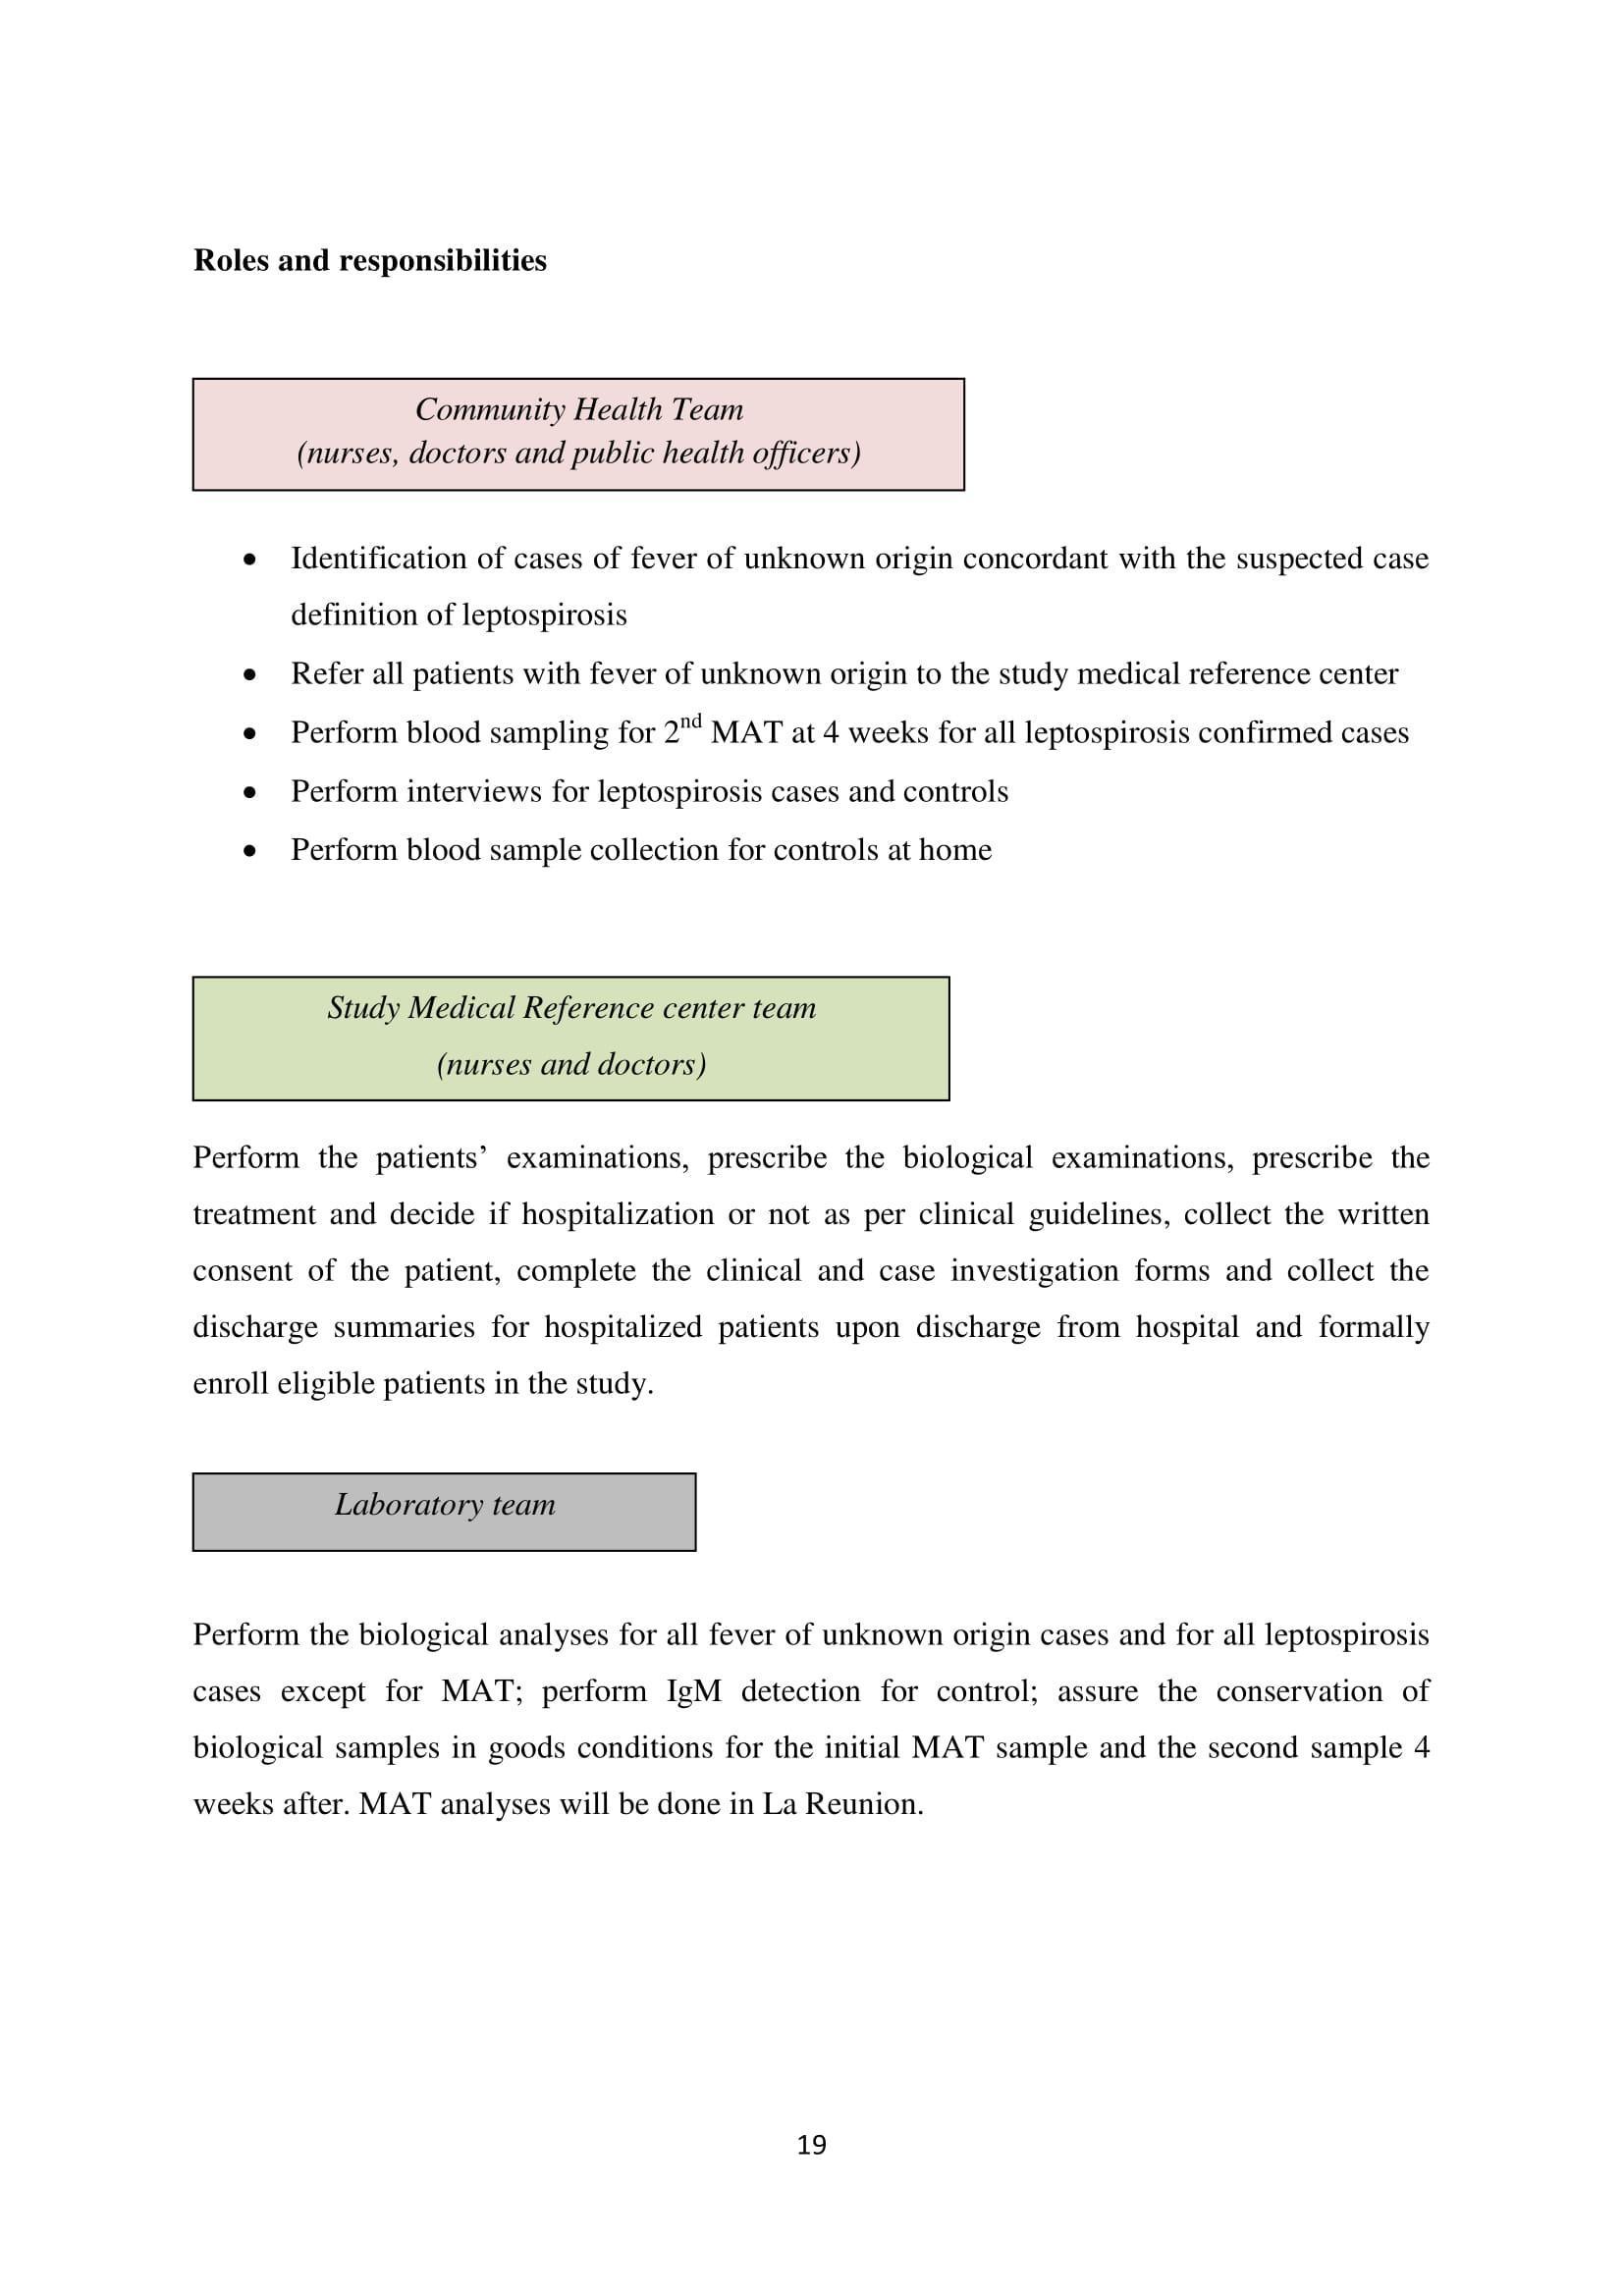 Roles and responsibilities
Community Health Team
(nurses, doctors and public health officers)
• Identification of cases of fever of unknown origin concordant with the suspected case
definition of leptospirosis
• Refer all patients with fever of unknown origin to the study medical reference center
• Perform blood sampling for 2nd MAT at 4 weeks for all leptospirosis confirmed cases
• Perform interviews for leptospirosis cases and controls
• Perform blood sample collection for controls at home
Study Medical Reference center team
(nurses and doctors)
Perform the patients’ examinations, prescribe the biological examinations, prescribe the
treatment and decide if hospitalization or not as per clinical guidelines, collect the written
consent of the patient, complete the clinical and case investigation forms and collect the
discharge summaries for hospitalized patients upon discharge from hospital and formally
enroll eligible patients in the study.
Laboratory team
Perform the biological analyses for all fever of unknown origin cases and for all leptospirosis
cases except for MAT; perform IgM detection for control; assure the conservation of
biological samples in goods conditions for the initial MAT sample and the second sample 4
weeks after. MAT analyses will be done in La Reunion.
19